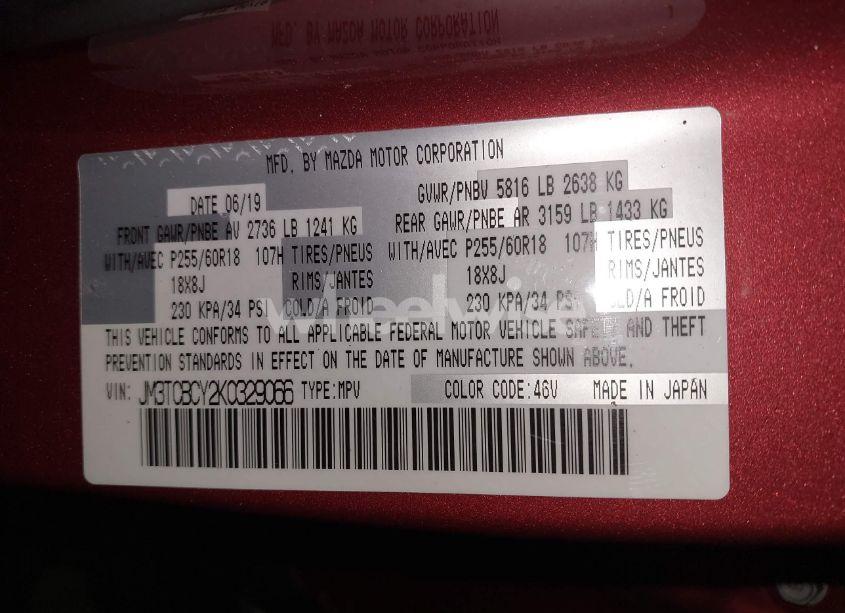 MFD. BY MAZDA MOTOR CORPORATION
DATE 06/19
GVWR/PNBV 5816 LB 2638 KG
FRONT GAWR/PNBE AV 2736 LB 1241 KG
REAR GAWR/PNBE AR 3159 LB 1433 KG
WITH/AVEC P255/60R18 107H TIRES/PNEUS
WITH/AVEC P255/60R18 107H TIRES/PNEUS
18X8J RIMS/JANTES
18X8J RIMS/JANTES
230 KPA/34 PSI COLD/A FROID
230 KPA/34 PSI COLD/A FROID
wheelwire
THIS VEHICLE CONFORMS TO ALL APPLICABLE FEDERAL MOTOR VEHICLE SAFETY AND THEFT
PREVENTION STANDARDS IN EFFECT ON THE DATE OF MANUFACTURE SHOWN ABOVE.
VIN: JM3TCBCY2K0329066 TYPE:MPV COLOR CODE:46V MADE IN JAPAN